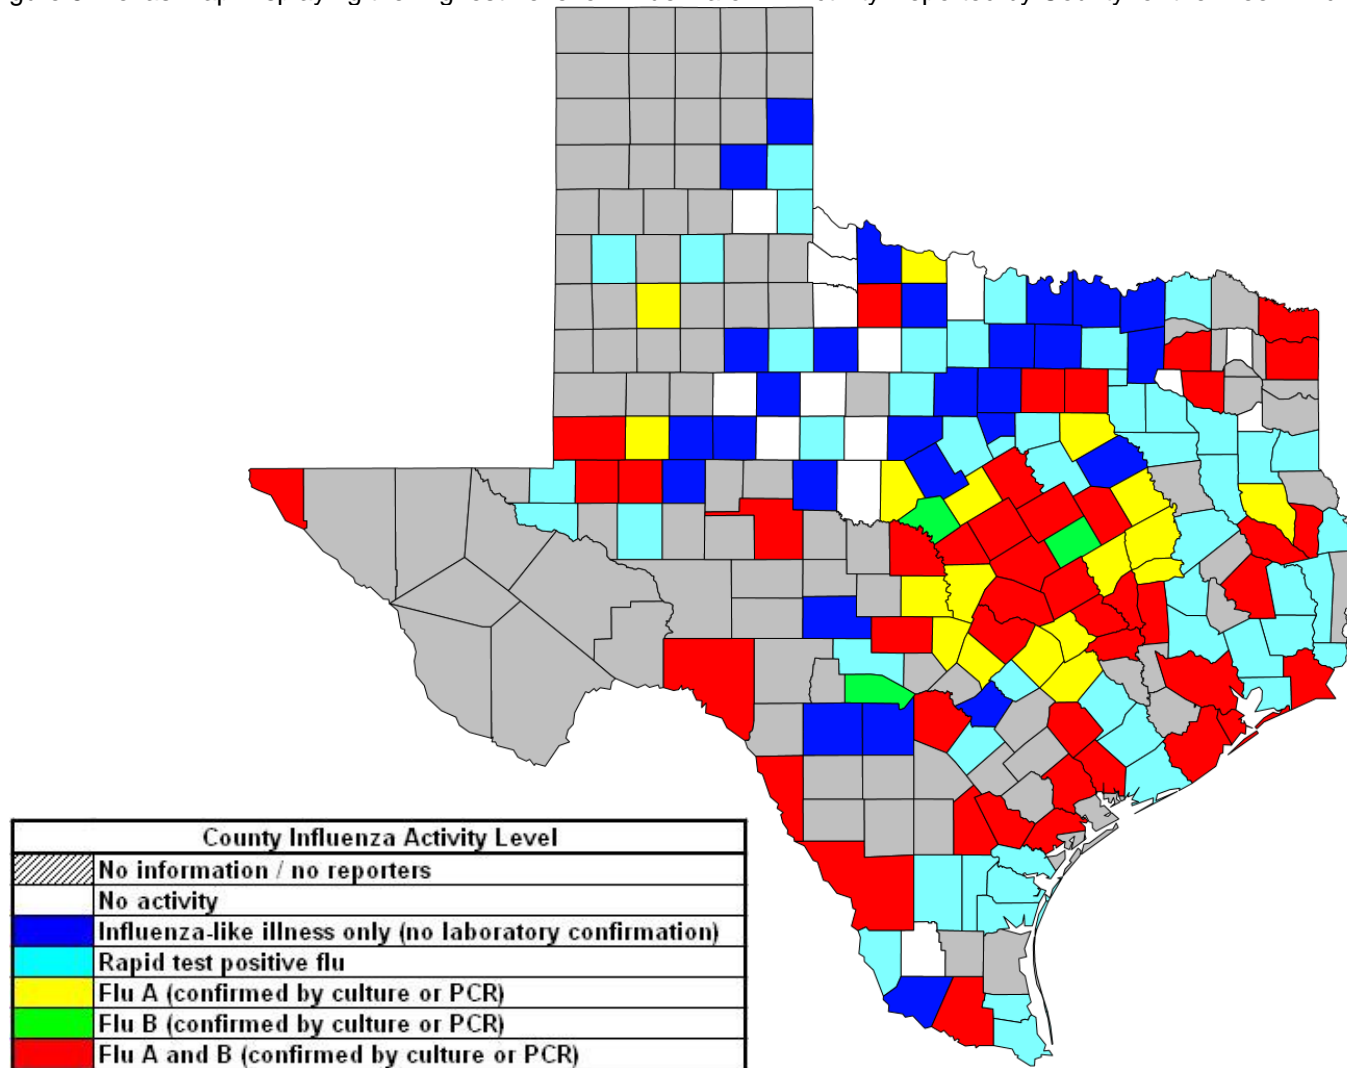 County Influenza Activity Level
No information / no reporters
No activity
Influenza-like illness only (no laboratory confirmation)
Rapid test positive flu
Flu A (confirmed by culture or PCR)
Flu B (confirmed by culture or PCR)
Flu A and B (confirmed by culture or PCR)